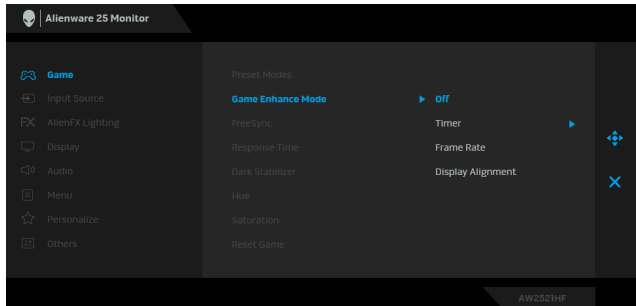 Alienware 25 Monitor
Game
Input Source
AlienFX Lighting
Display
Audio
Menu
Personalize
Others
Preset Modes
Game Enhance Mode
FreeSync
Response Time
Dark Stabilizer
Hue
Saturation
Reset Game
Off
Timer
Frame Rate
Display Alignment
AW2521HF